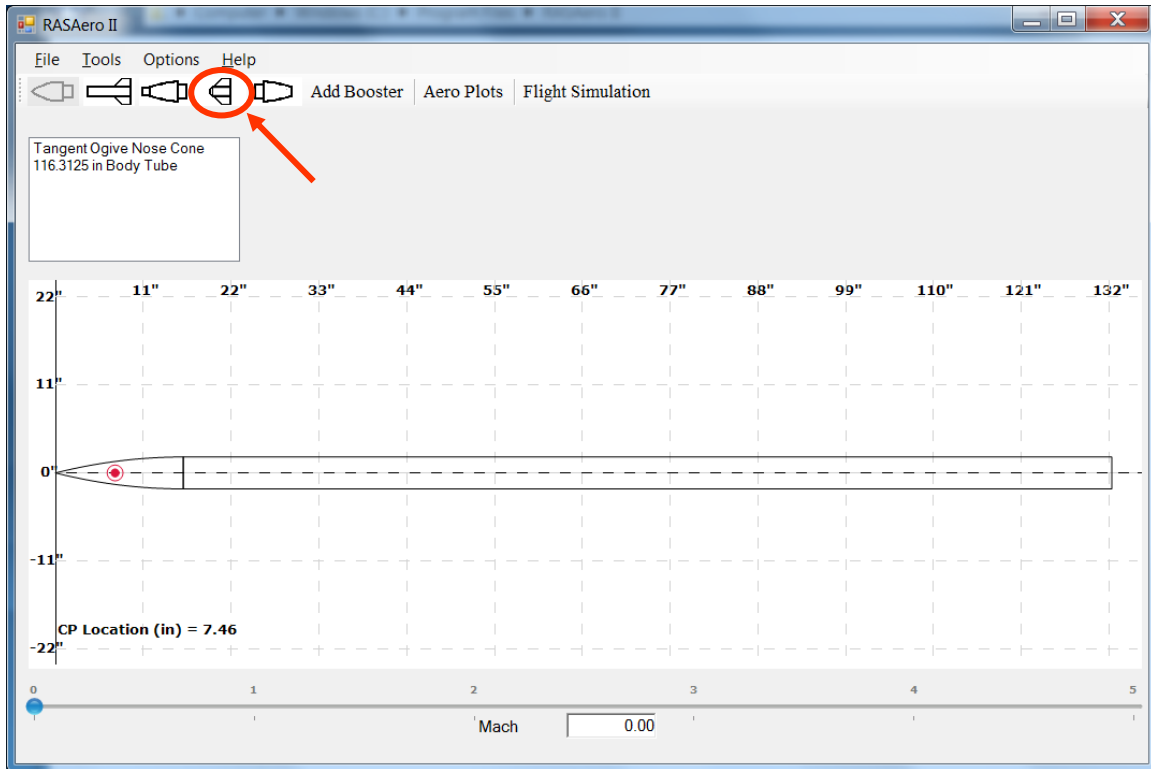 RASAero II
File Tools Options Help
Add Booster Aero Plots Flight Simulation
Tangent Ogive Nose Cone
116.3125 in Body Tube
22" 11" 22" 33" 44" 55" 66" 77" 88" 99" 110" 121" 132"
11"
0"
-11"
CP Location (in) = 7.46
-22"
0 1 2 3 4 5
Mach 0.00